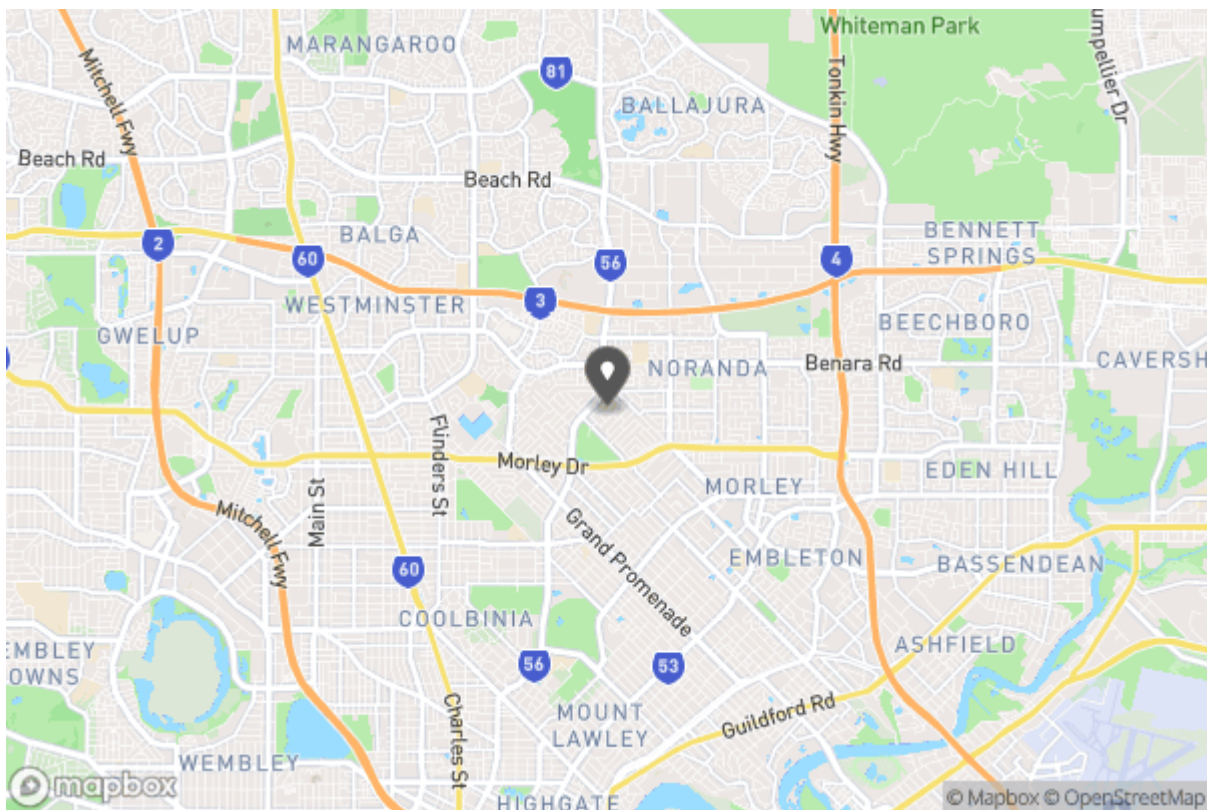 Whiteman Park
MARANGAROO
81
BALLAJURA
Mitchell Fwy
Tonkin Hwy
Beach Rd
Beach Rd
2
BALGA
60
56
4
BENNETT
SPRINGS
WESTMINSTER
3
GWELUP
BEECHBORO
NORANDA
Benara Rd
CAVERSH
Flinders St
Morley Dr
EDEN HILL
MORLEY
Main St
Mitchell Fwy
Grand Promenade
EMBLETON
BASSENDEAN
60
COOLBINIA
ASHFIELD
EMBLEY
OWNS
56
53
MOUNT
LAWLEY
Guildford Rd
Charles St
WEMBLEY
HIGHGATE
mapbox
© Mapbox © OpenStreetMap
umpellier Dr